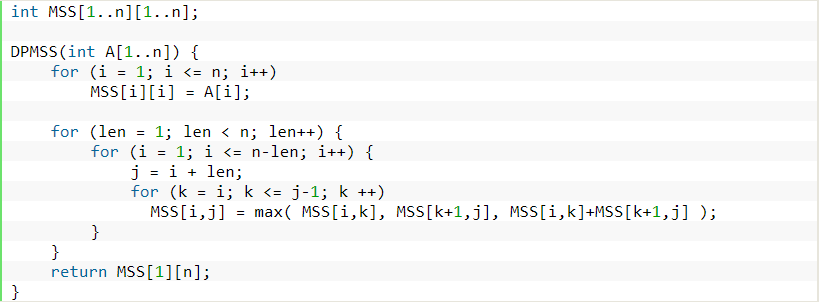 int MSS[1..n][1..n];
DPMSS(int A[1..n]) {
for (i = 1; i <= n; i++)
MSS[i][i] = A[i];
for (len = 1; len < n; len++) {
for (i = 1; i <= n-len; i++) {
j = i + len;
for (k = i; k <= j-1; k ++)
MSS[i,j] = max( MSS[i,k], MSS[k+1,j], MSS[i,k]+MSS[k+1,j] );
}
}
return MSS[1][n];
}